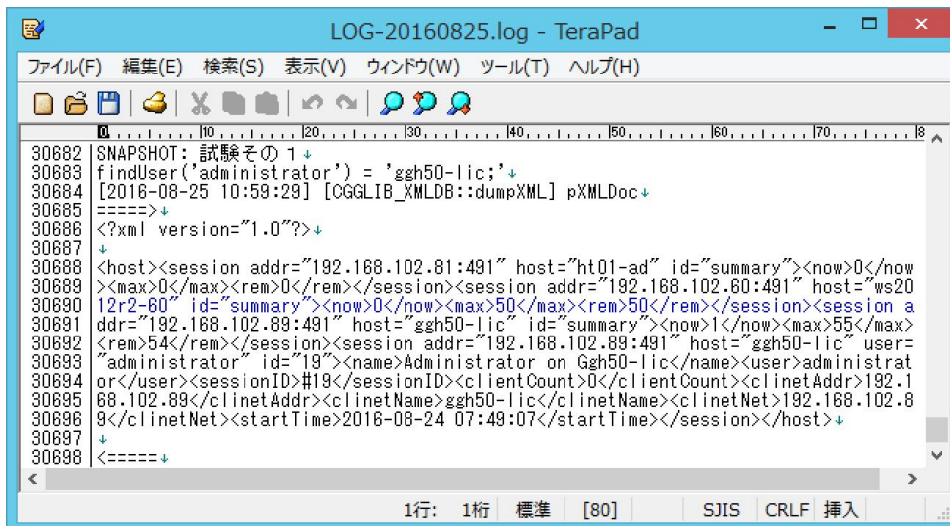 LOG-20160825.log - TeraPad
ファイル(F) 編集(E) 検索(S) 表示(V) ウィンドウ(W) ツール(T) ヘルプ(H)
0 10 20 30 40 50 60 70 8
30682 SNAPSHOT: 試験その１↓
30683 findUser('administrator') = 'ggh50-lic;'↓
30684 [2016-08-25 10:59:29] [CGGLIB_XMLDB::dumpXML] pXMLDoc↓
30685 =====>↓
30686 <?xml version="1.0"?>↓
30687 ↓
30688 <host><session addr="192.168.102.81:491" host="ht01-ad" id="summary"><now>0</now
30689 ><max>0</max><rem>0</rem></session><session addr="192.168.102.60:491" host="ws20
30690 12r2-60" id="summary"><now>0</now><max>50</max><rem>50</rem></session><session a
30691 ddr="192.168.102.89:491" host="ggh50-lic" id="summary"><now>1</now><max>55</max>
30692 <rem>54</rem></session><session addr="192.168.102.89:491" host="ggh50-lic" user=
30693 "administrator" id="19"><name>Administrator on Ggh50-lic</name><user>administrat
30694 or</user><sessionID>#19</sessionID><clientCount>0</clientCount><clinetAddr>192.1
30695 68.102.89</clinetAddr><clinetName>ggh50-lic</clinetName><clinetNet>192.168.102.8
30696 9</clinetNet><startTime>2016-08-24 07:49:07</startTime></session></host>↓
30697 ↓
30698 <=====↓
1行: 1桁 標準 [80] SJIS CRLF 挿入